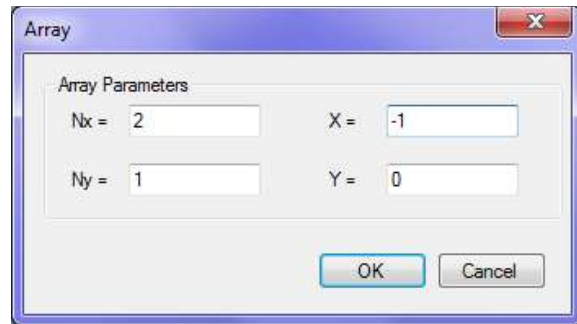 Array
Array Parameters
Nx = 2 X = -1
Ny = 1 Y = 0
OK Cancel